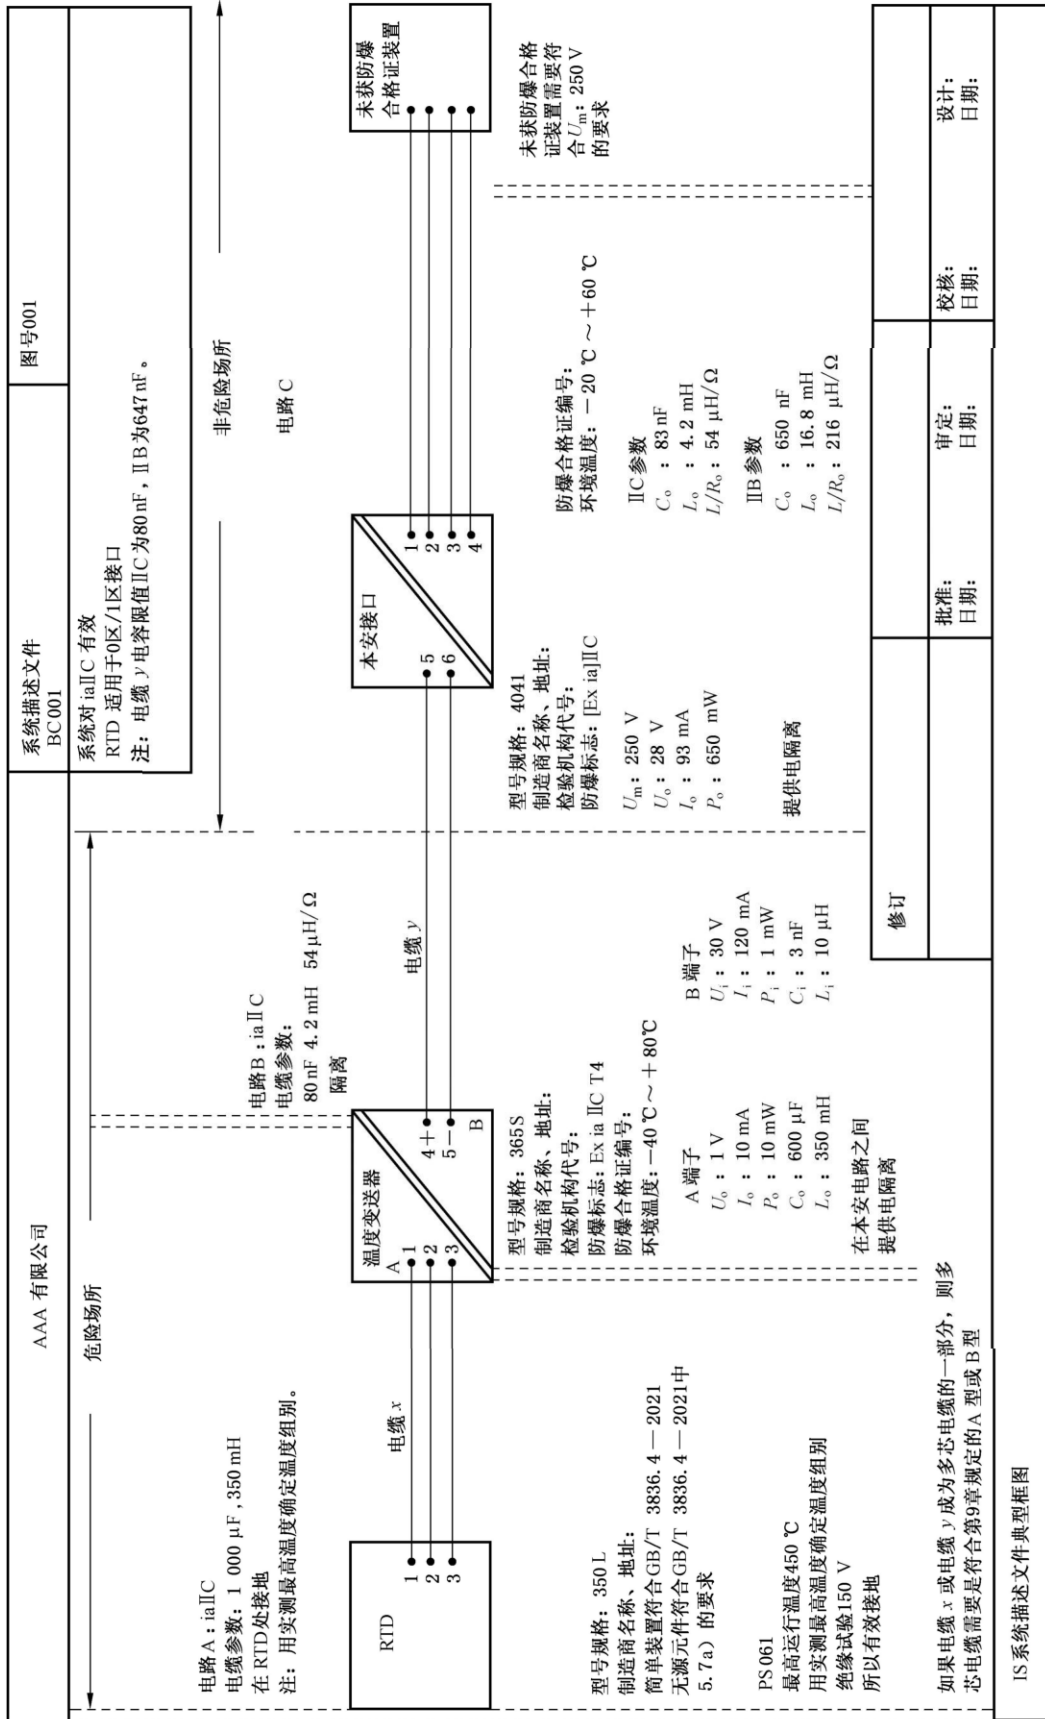 AAA 有限公司
系统描述文件
BC001
图号001
系统对 iaⅡC 有效
RTD 适用于0区/1区接口
注：电缆 y 电容限值ⅡC为80nF，ⅡB为647nF。
危险场所
非危险场所
电路A：iaⅡC
电缆参数：1 000 μF，350 mH
在 RTD处接地
注：用实测最高温度确定温度组别。
电路B：iaⅡC
电缆参数：
80nF 4.2mH 54μH/Ω
隔离
电路C
RTD
1
2
3
电缆 x
温度变送器
A
1
2
3
4+
5−
B
电缆 y
本安接口
5
6
1
2
3
4
未获防爆
合格证装置
型号规格：350L
制造商名称、地址：
简单装置符合GB/T 3836.4—2021
无源元件符合GB/T 3836.4—2021中
5.7a）的要求
PS061
最高运行温度450 ℃
用实测最高温度确定温度组别
绝缘试验150 V
所以有效接地
型号规格：365S
制造商名称、地址：
检验机构代号：
防爆标志：Ex ia ⅡC T4
防爆合格证编号：
环境温度：−40℃～＋80℃
A 端子
Uo：1V
Io：10 mA
Po：10 mW
Co：600 μF
Lo：350 mH
B 端子
Ui：30 V
Ii：120 mA
Pi：1 mW
Ci：3 nF
Li：10 μH
在本安电路之间
提供电隔离
型号规格：4041
制造商名称、地址：
检验机构代号：
防爆标志：[Ex ia]ⅡC
Um：250 V
Uo：28 V
Io：93 mA
Po：650 mW
提供电隔离
防爆合格证编号：
环境温度：−20 ℃～＋60 ℃
ⅡC参数
Co：83nF
Lo：4.2 mH
L/Ro：54 μH/Ω
ⅡB参数
Co：650 nF
Lo：16.8 mH
L/Ro：216 μH/Ω
未获防爆合格
证装置需要符
合Um：250V
的要求
如果电缆 x 或电缆 y 成为多芯电缆的一部分，则多
芯电缆需要是符合第9章规定的A 型或B型
修订
批准：
日期：
审定：
日期：
校核：
日期：
设计：
日期：
IS系统描述文件典型框图